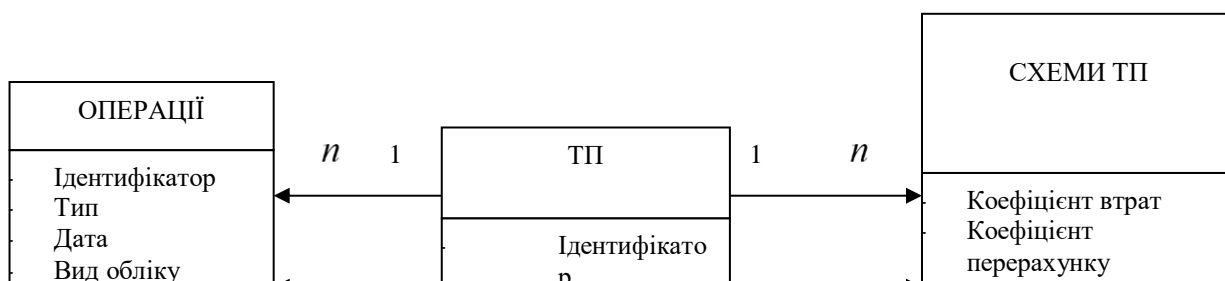 СХЕМИ ТП
ОПЕРАЦІЇ
n 1
ТП
1 n
Ідентифікатор
Тип
Дата
Вид обліку
Ідентифікато
р
Коефіцієнт втрат
Коефіцієнт
перерахунку